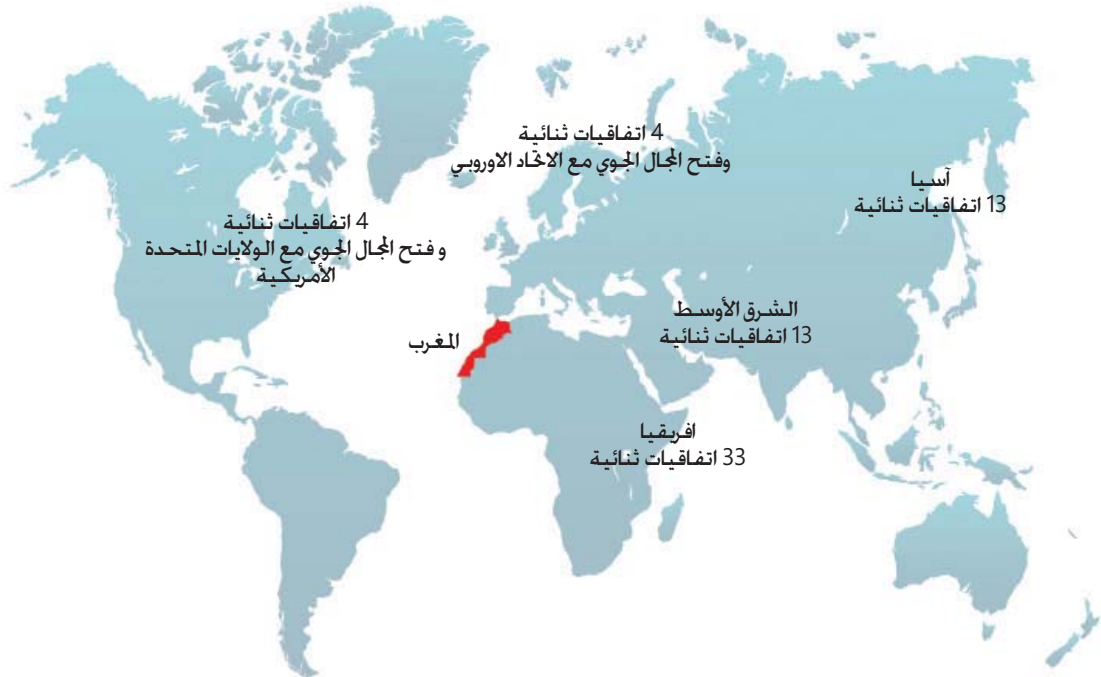 4 اتفاقيات ثنائية
وفتح المجال الجوي مع الاتحاد الاوروبي
آسيا
13 اتفاقيات ثنائية
4 اتفاقيات ثنائية
و فتح المجال الجوي مع الولايات المتحدة
الأمريكية
الشرق الأوسط
13 اتفاقيات ثنائية
المغرب
افريقيا
33 اتفاقيات ثنائية